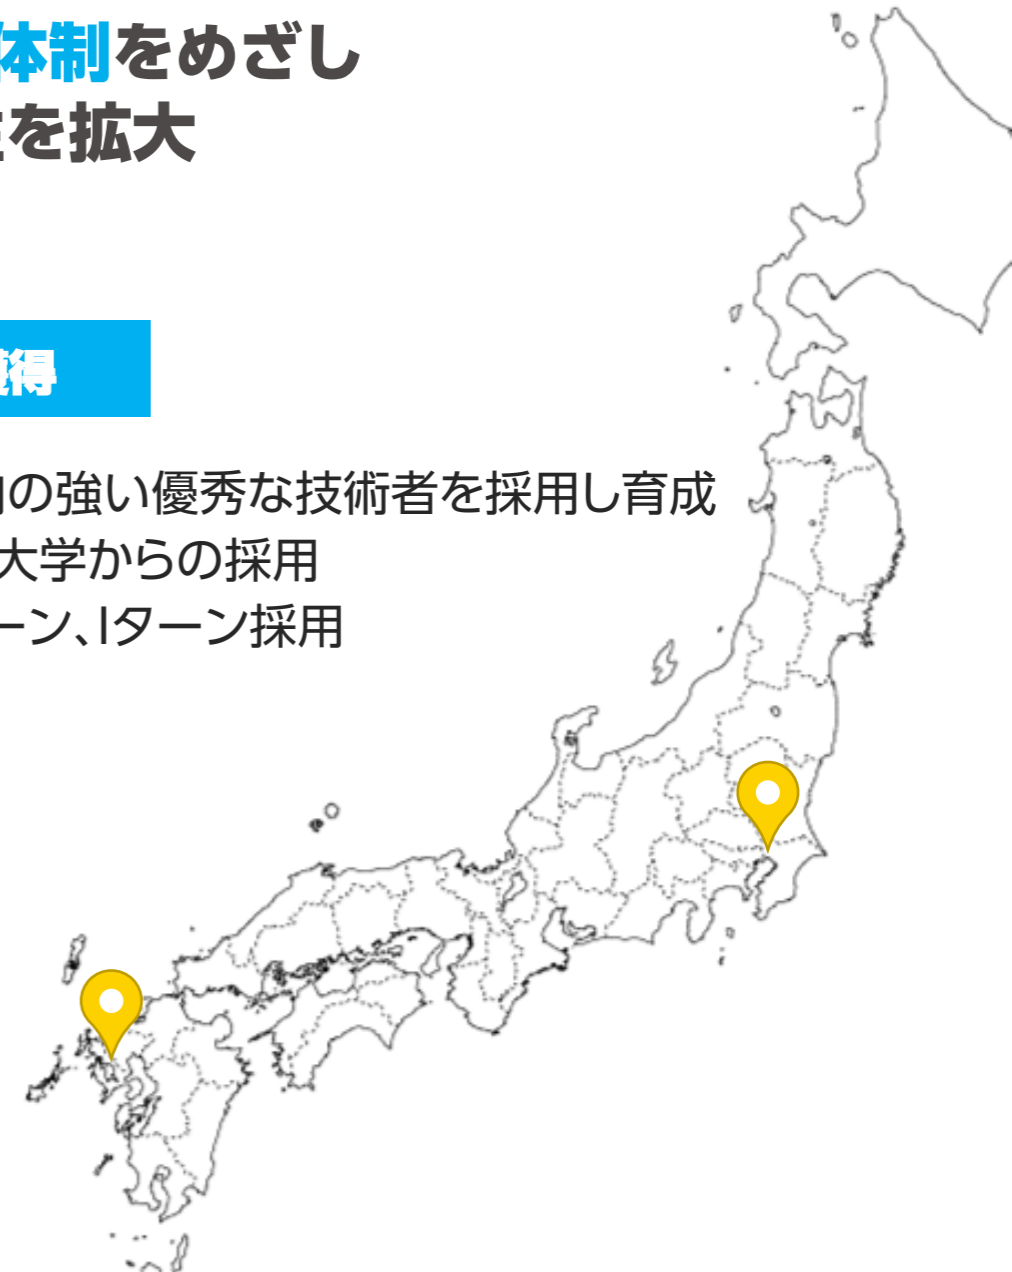 体制をめざし
を拡大
得
の強い優秀な技術者を採用し育成
大学からの採用
ーン、Iターン採用